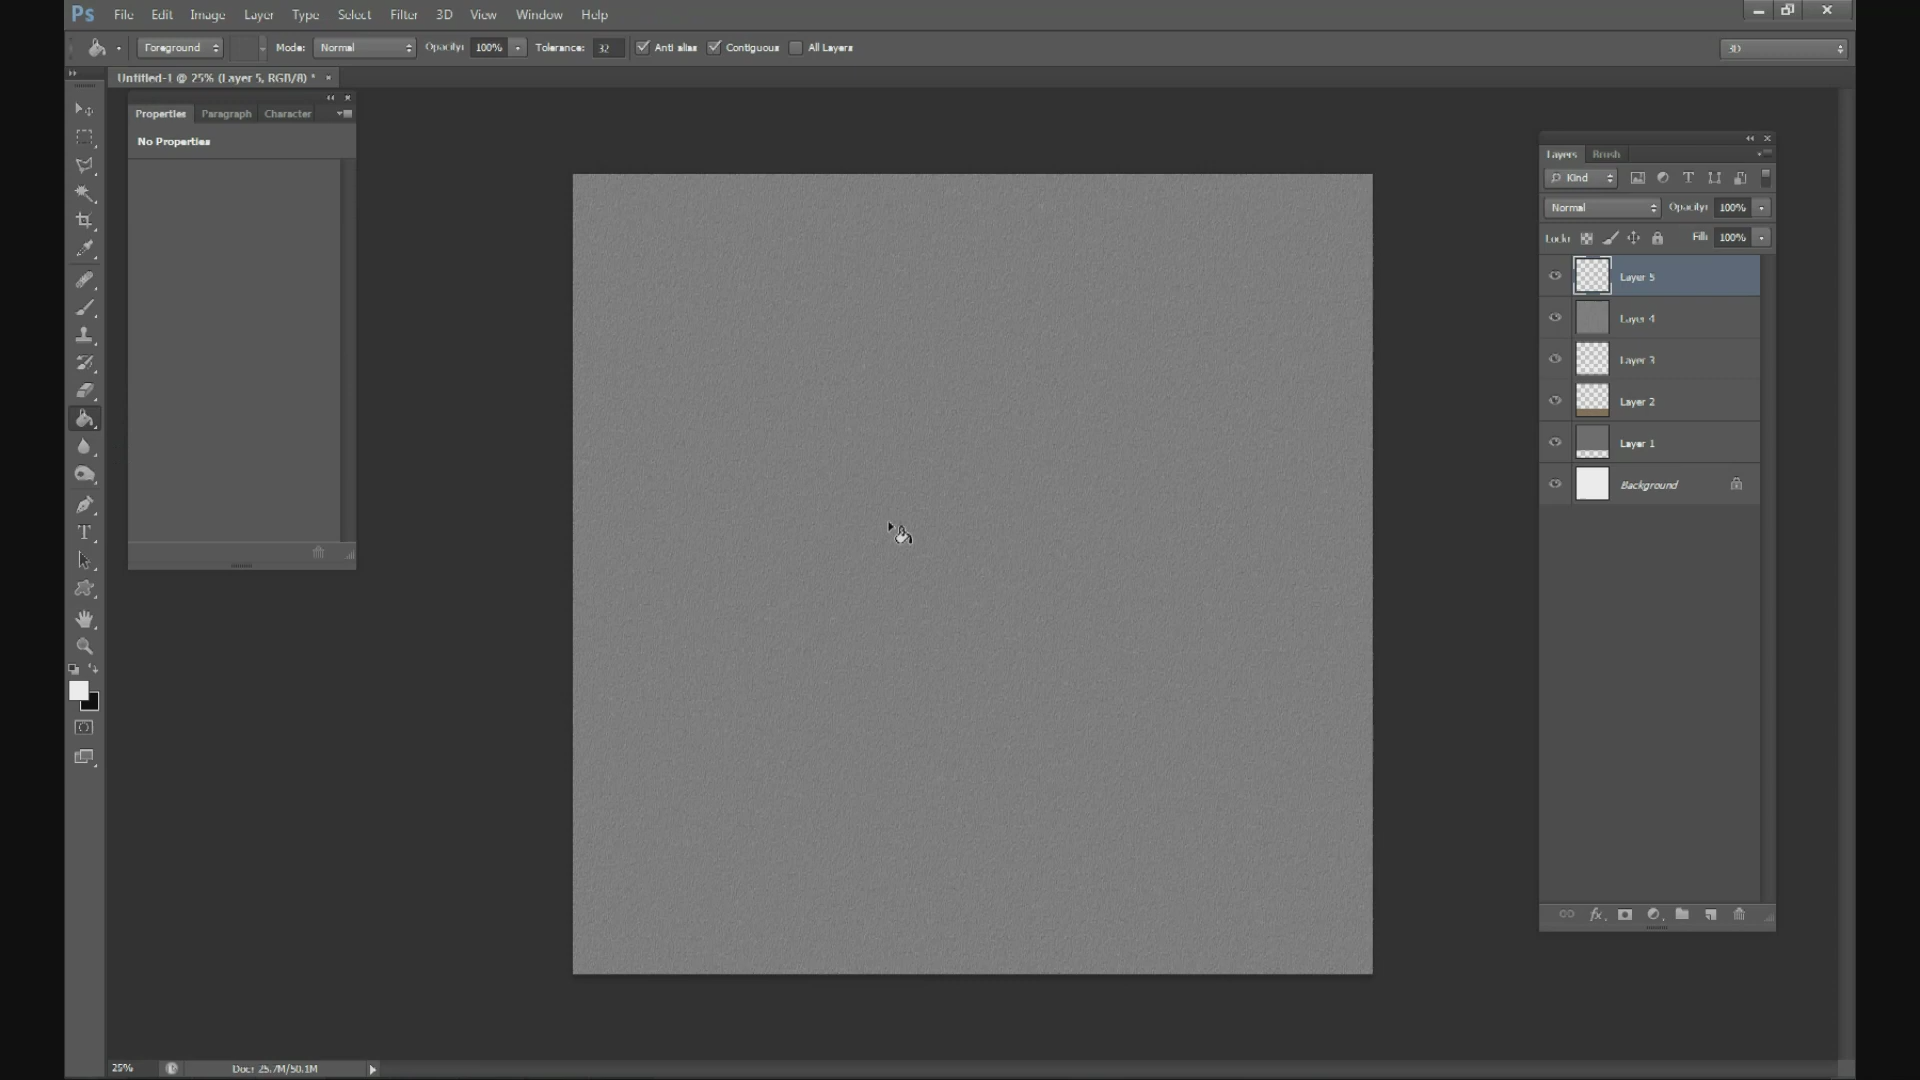 Ps File Edit Image Layer Type Select Filter 3D View Window Help
Foreground Mode: Normal Opacity: 100% Tolerance: 32 Anti alias Contiguous All Layers 3D
Untitled-1 @ 25% (Layer 5, RGB/8) * ×
Properties Paragraph Character
No Properties
Layers Brush
Kind
Normal Opacity: 100%
Lock: Fill: 100%
Layer 5
Layer 4
Layer 3
Layer 2
Layer 1
Background
25% Doc: 25.7M/50.1M